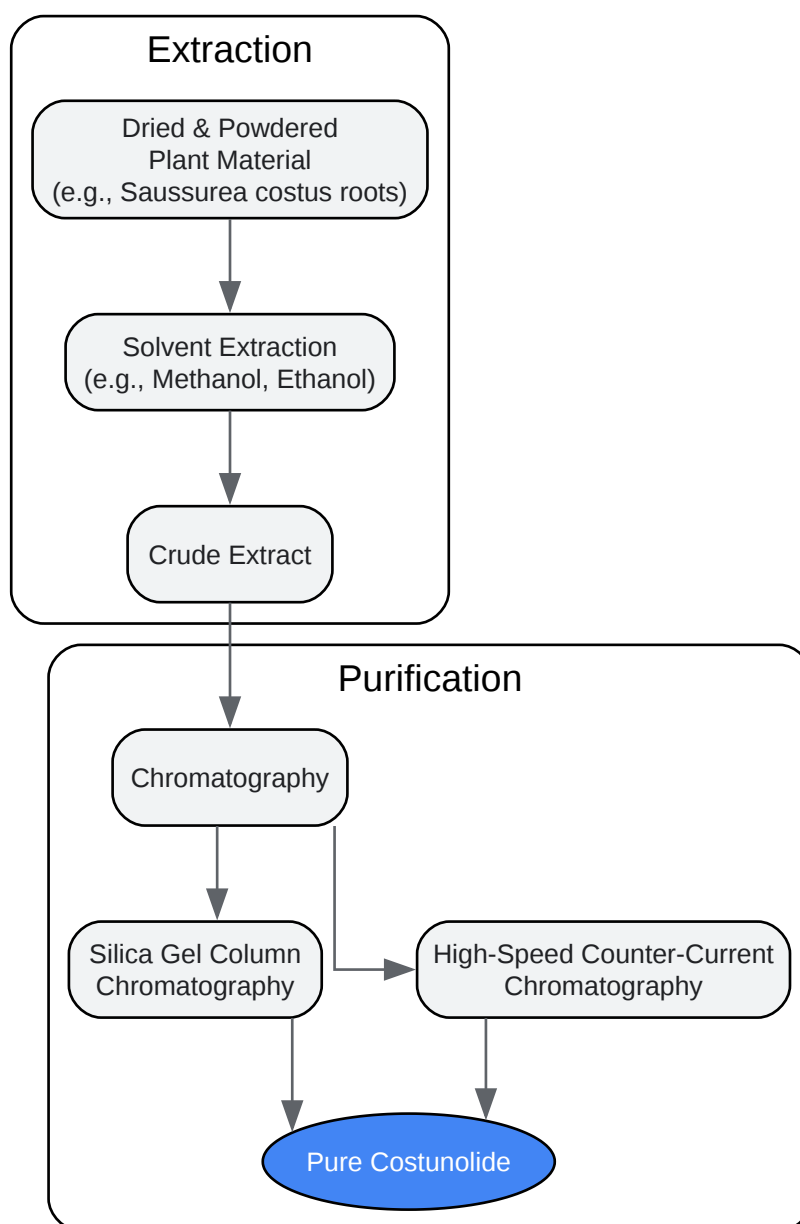 Extraction
Dried & Powdered
Plant Material
(e.g., Saussurea costus roots)
Solvent Extraction
(e.g., Methanol, Ethanol)
Crude Extract
Purification
Chromatography
Silica Gel Column
Chromatography
High-Speed Counter-Current
Chromatography
Pure Costunolide